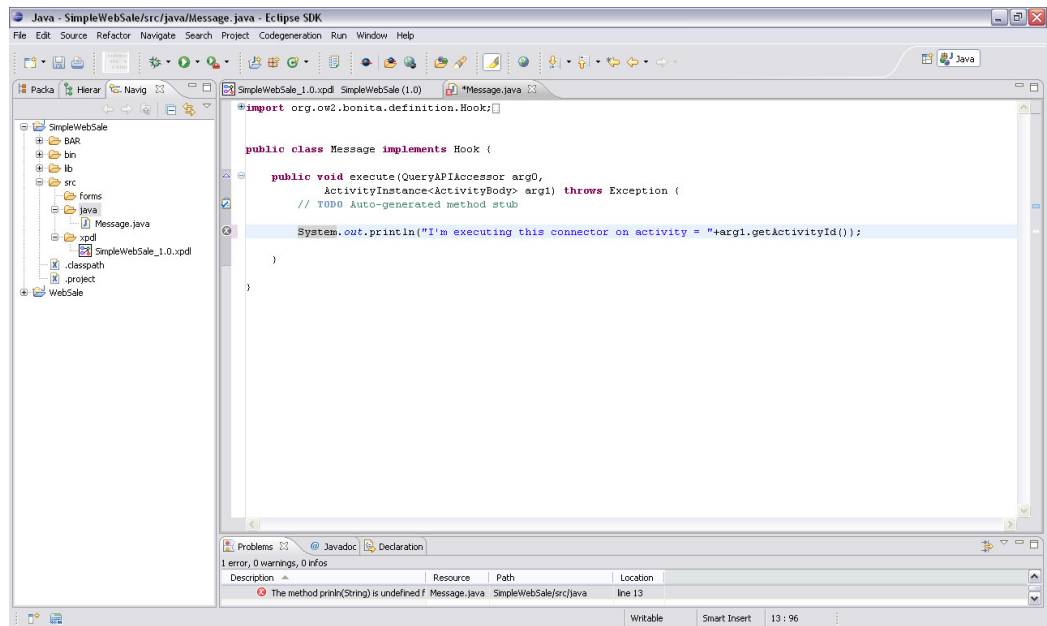 Java - SimpleWebSale/src/java/Message.java - Eclipse SDK
File Edit Source Refactor Navigate Search Project Codegeneration Run Window Help
Java
Packa Hierar Navig
SimpleWebSale_1.0.xpdl SimpleWebSale (1.0) *Message.java
SimpleWebSale
BAR
bin
lib
src
forms
java
Message.java
xpdl
SimpleWebSale_1.0.xpdl
.classpath
.project
WebSale
import org.ow2.bonita.definition.Hook;
public class Message implements Hook {
public void execute(QueryAPIAccessor arg0,
ActivityInstance<ActivityBody> arg1) throws Exception {
// TODO Auto-generated method stub
System.out.println("I'm executing this connector on activity = "+arg1.getActivityId());
}
}
Problems Javadoc Declaration
1 error, 0 warnings, 0 infos
Description Resource Path Location
The method prinln(String) is undefined f Message.java SimpleWebSale/src/java line 13
Writable Smart Insert 13 : 96